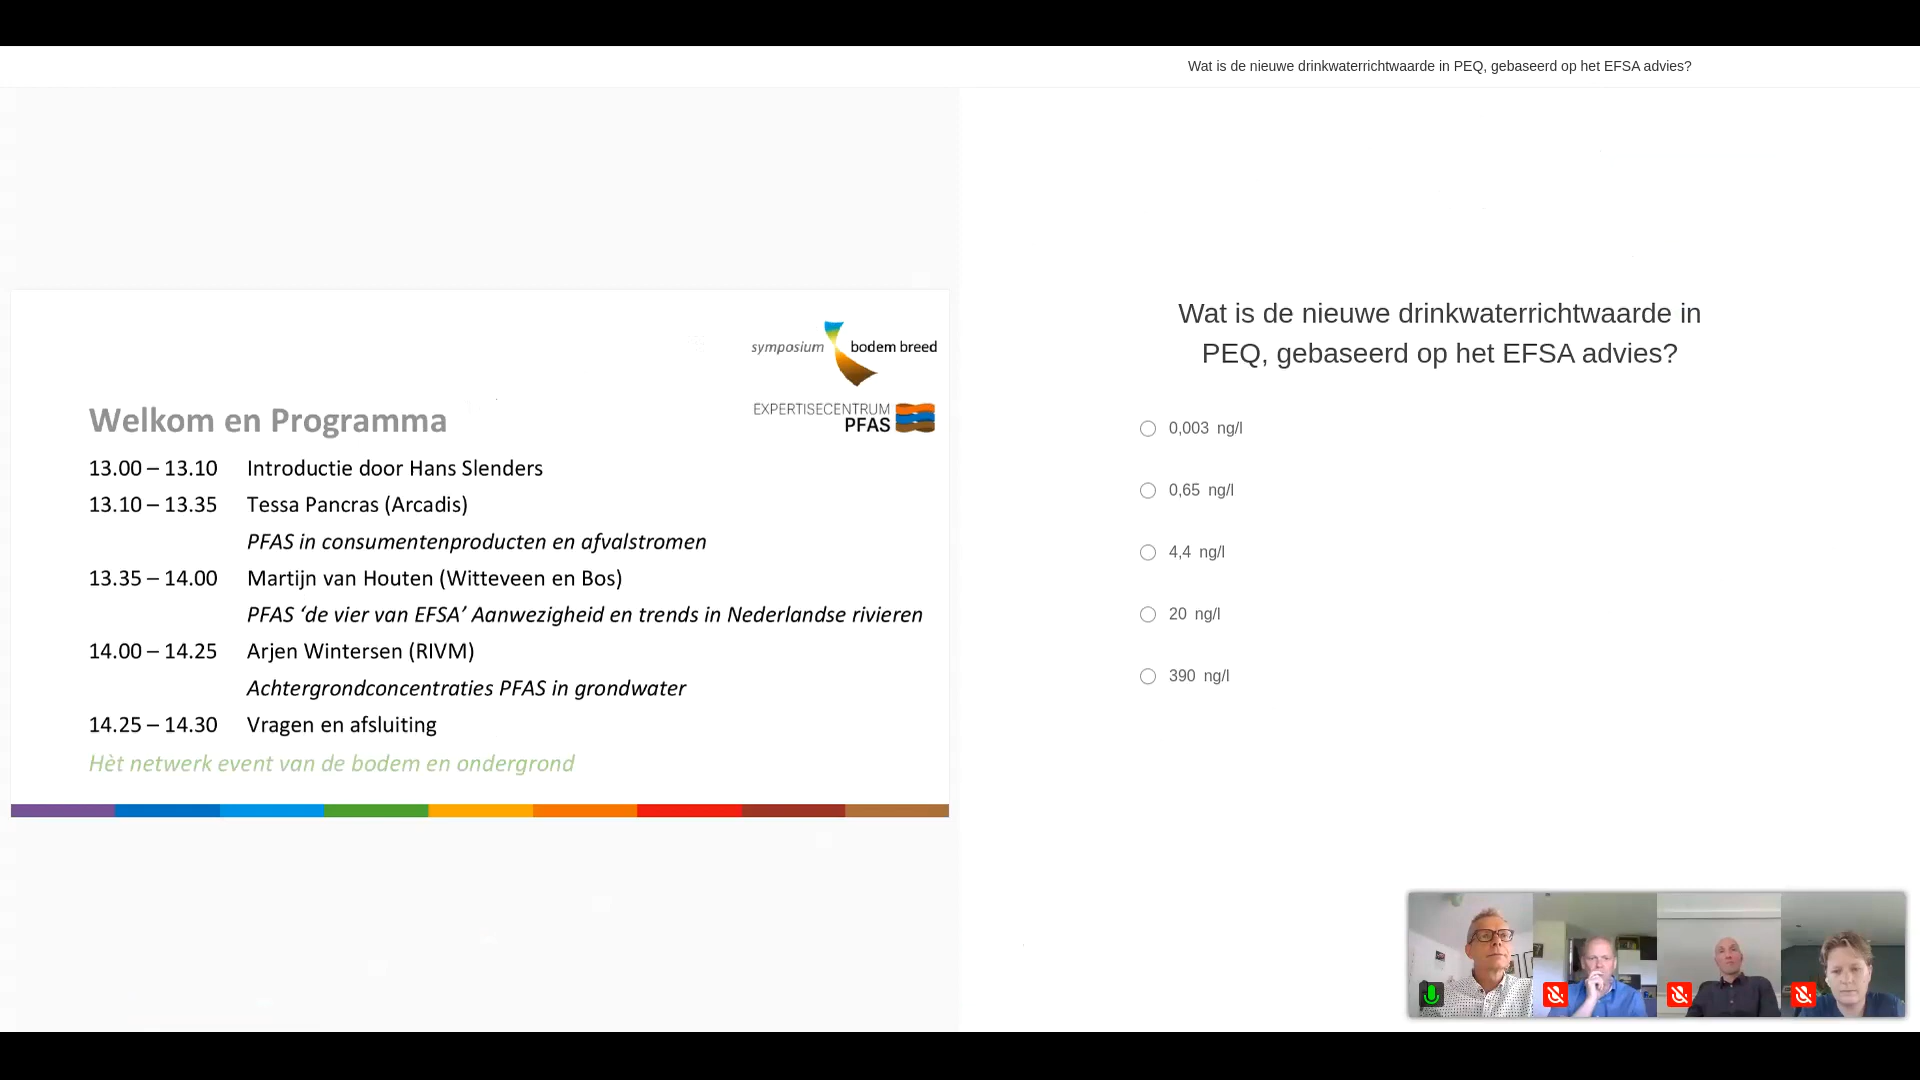 Wat is de nieuwe drinkwaterrichtwaarde in PEQ, gebaseerd op het EFSA advies?
symposium bodem breed
EXPERTISECENTRUM
PFAS
Welkom en Programma
13.00 – 13.10 Introductie door Hans Slenders
13.10 – 13.35 Tessa Pancras (Arcadis)
PFAS in consumentenproducten en afvalstromen
13.35 – 14.00 Martijn van Houten (Witteveen en Bos)
PFAS ‘de vier van EFSA’ Aanwezigheid en trends in Nederlandse rivieren
14.00 – 14.25 Arjen Wintersen (RIVM)
Achtergrondconcentraties PFAS in grondwater
14.25 – 14.30 Vragen en afsluiting
Hèt netwerk event van de bodem en ondergrond
Wat is de nieuwe drinkwaterrichtwaarde in
PEQ, gebaseerd op het EFSA advies?
0,003 ng/l
0,65 ng/l
4,4 ng/l
20 ng/l
390 ng/l